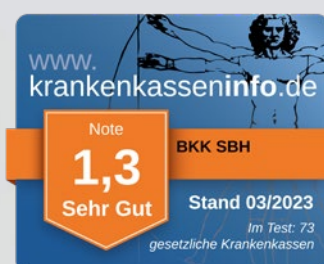 www.
krankenkasseninfo.de
Note
1,3
Sehr Gut
BKK SBH
Stand 03/2023
Im Test: 73
gesetzliche Krankenkassen